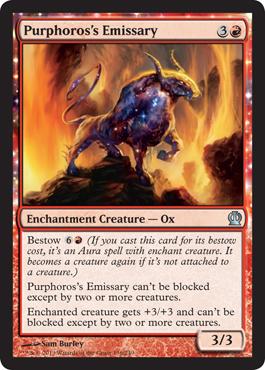 Purphoros's Emissary 3
Enchantment Creature — Ox
Bestow 6 (If you cast this card for its bestow
cost, it's an Aura spell with enchant creature. It
becomes a creature again if it's not attached to
a creature.)
Purphoros's Emissary can't be blocked
except by two or more creatures.
Enchanted creature gets +3/+3 and can't be
blocked except by two or more creatures.
3/3
Sam Burley